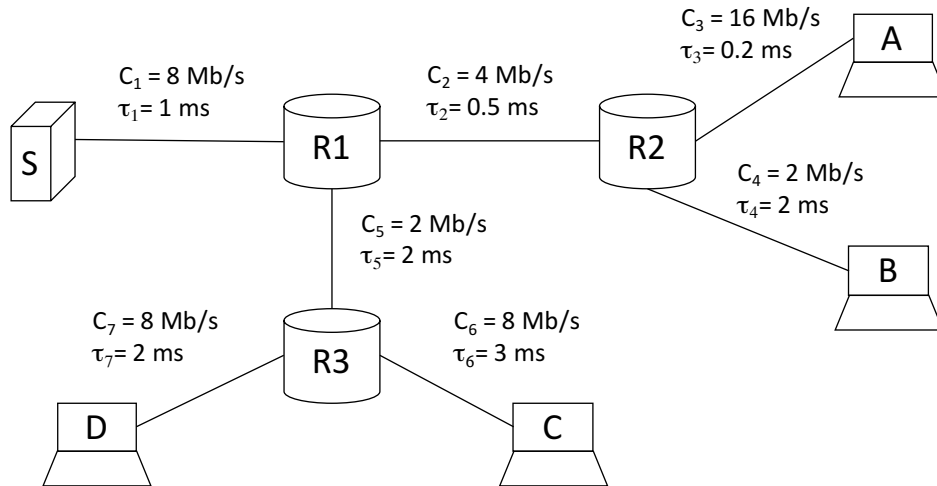 C₃ = 16 Mb/s
τ₃= 0.2 ms
A
C₁ = 8 Mb/s
τ₁= 1 ms
C₂ = 4 Mb/s
τ₂= 0.5 ms
S
R1
R2
C₄ = 2 Mb/s
τ₄= 2 ms
C₅ = 2 Mb/s
τ₅= 2 ms
B
C₇ = 8 Mb/s
τ₇= 2 ms
R3
C₆ = 8 Mb/s
τ₆= 3 ms
D
C